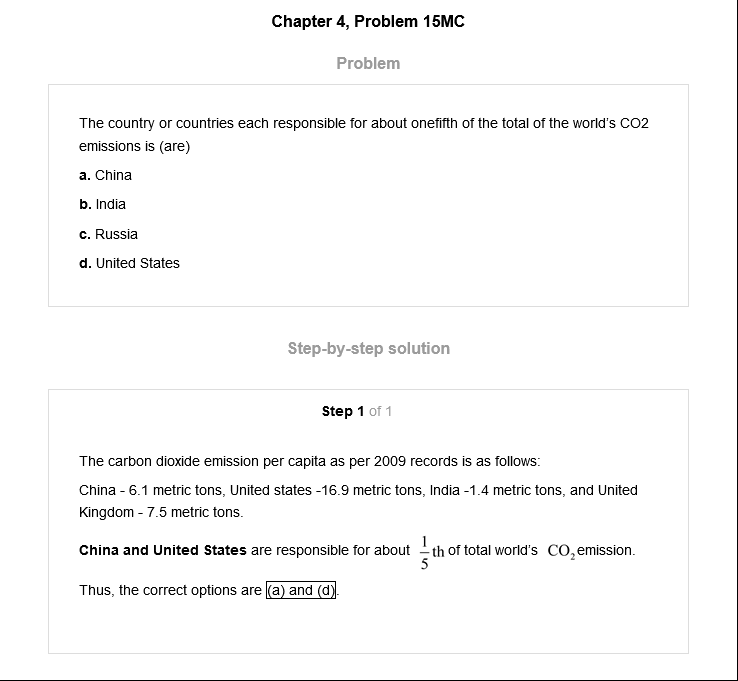 Chapter 4, Problem 15MC
Problem
The country or countries each responsible for about onefifth of the total of the world's CO2
emissions is (are)
a. China
b. India
c. Russia
d. United States
Step-by-step solution
Step 1 of 1
The carbon dioxide emission per capita as per 2009 records is as follows:
China - 6.1 metric tons, United states -16.9 metric tons, India -1.4 metric tons, and United
Kingdom - 7.5 metric tons.
China and United States are responsible for about 1/5 th of total world's CO₂ emission.
Thus, the correct options are (a) and (d).